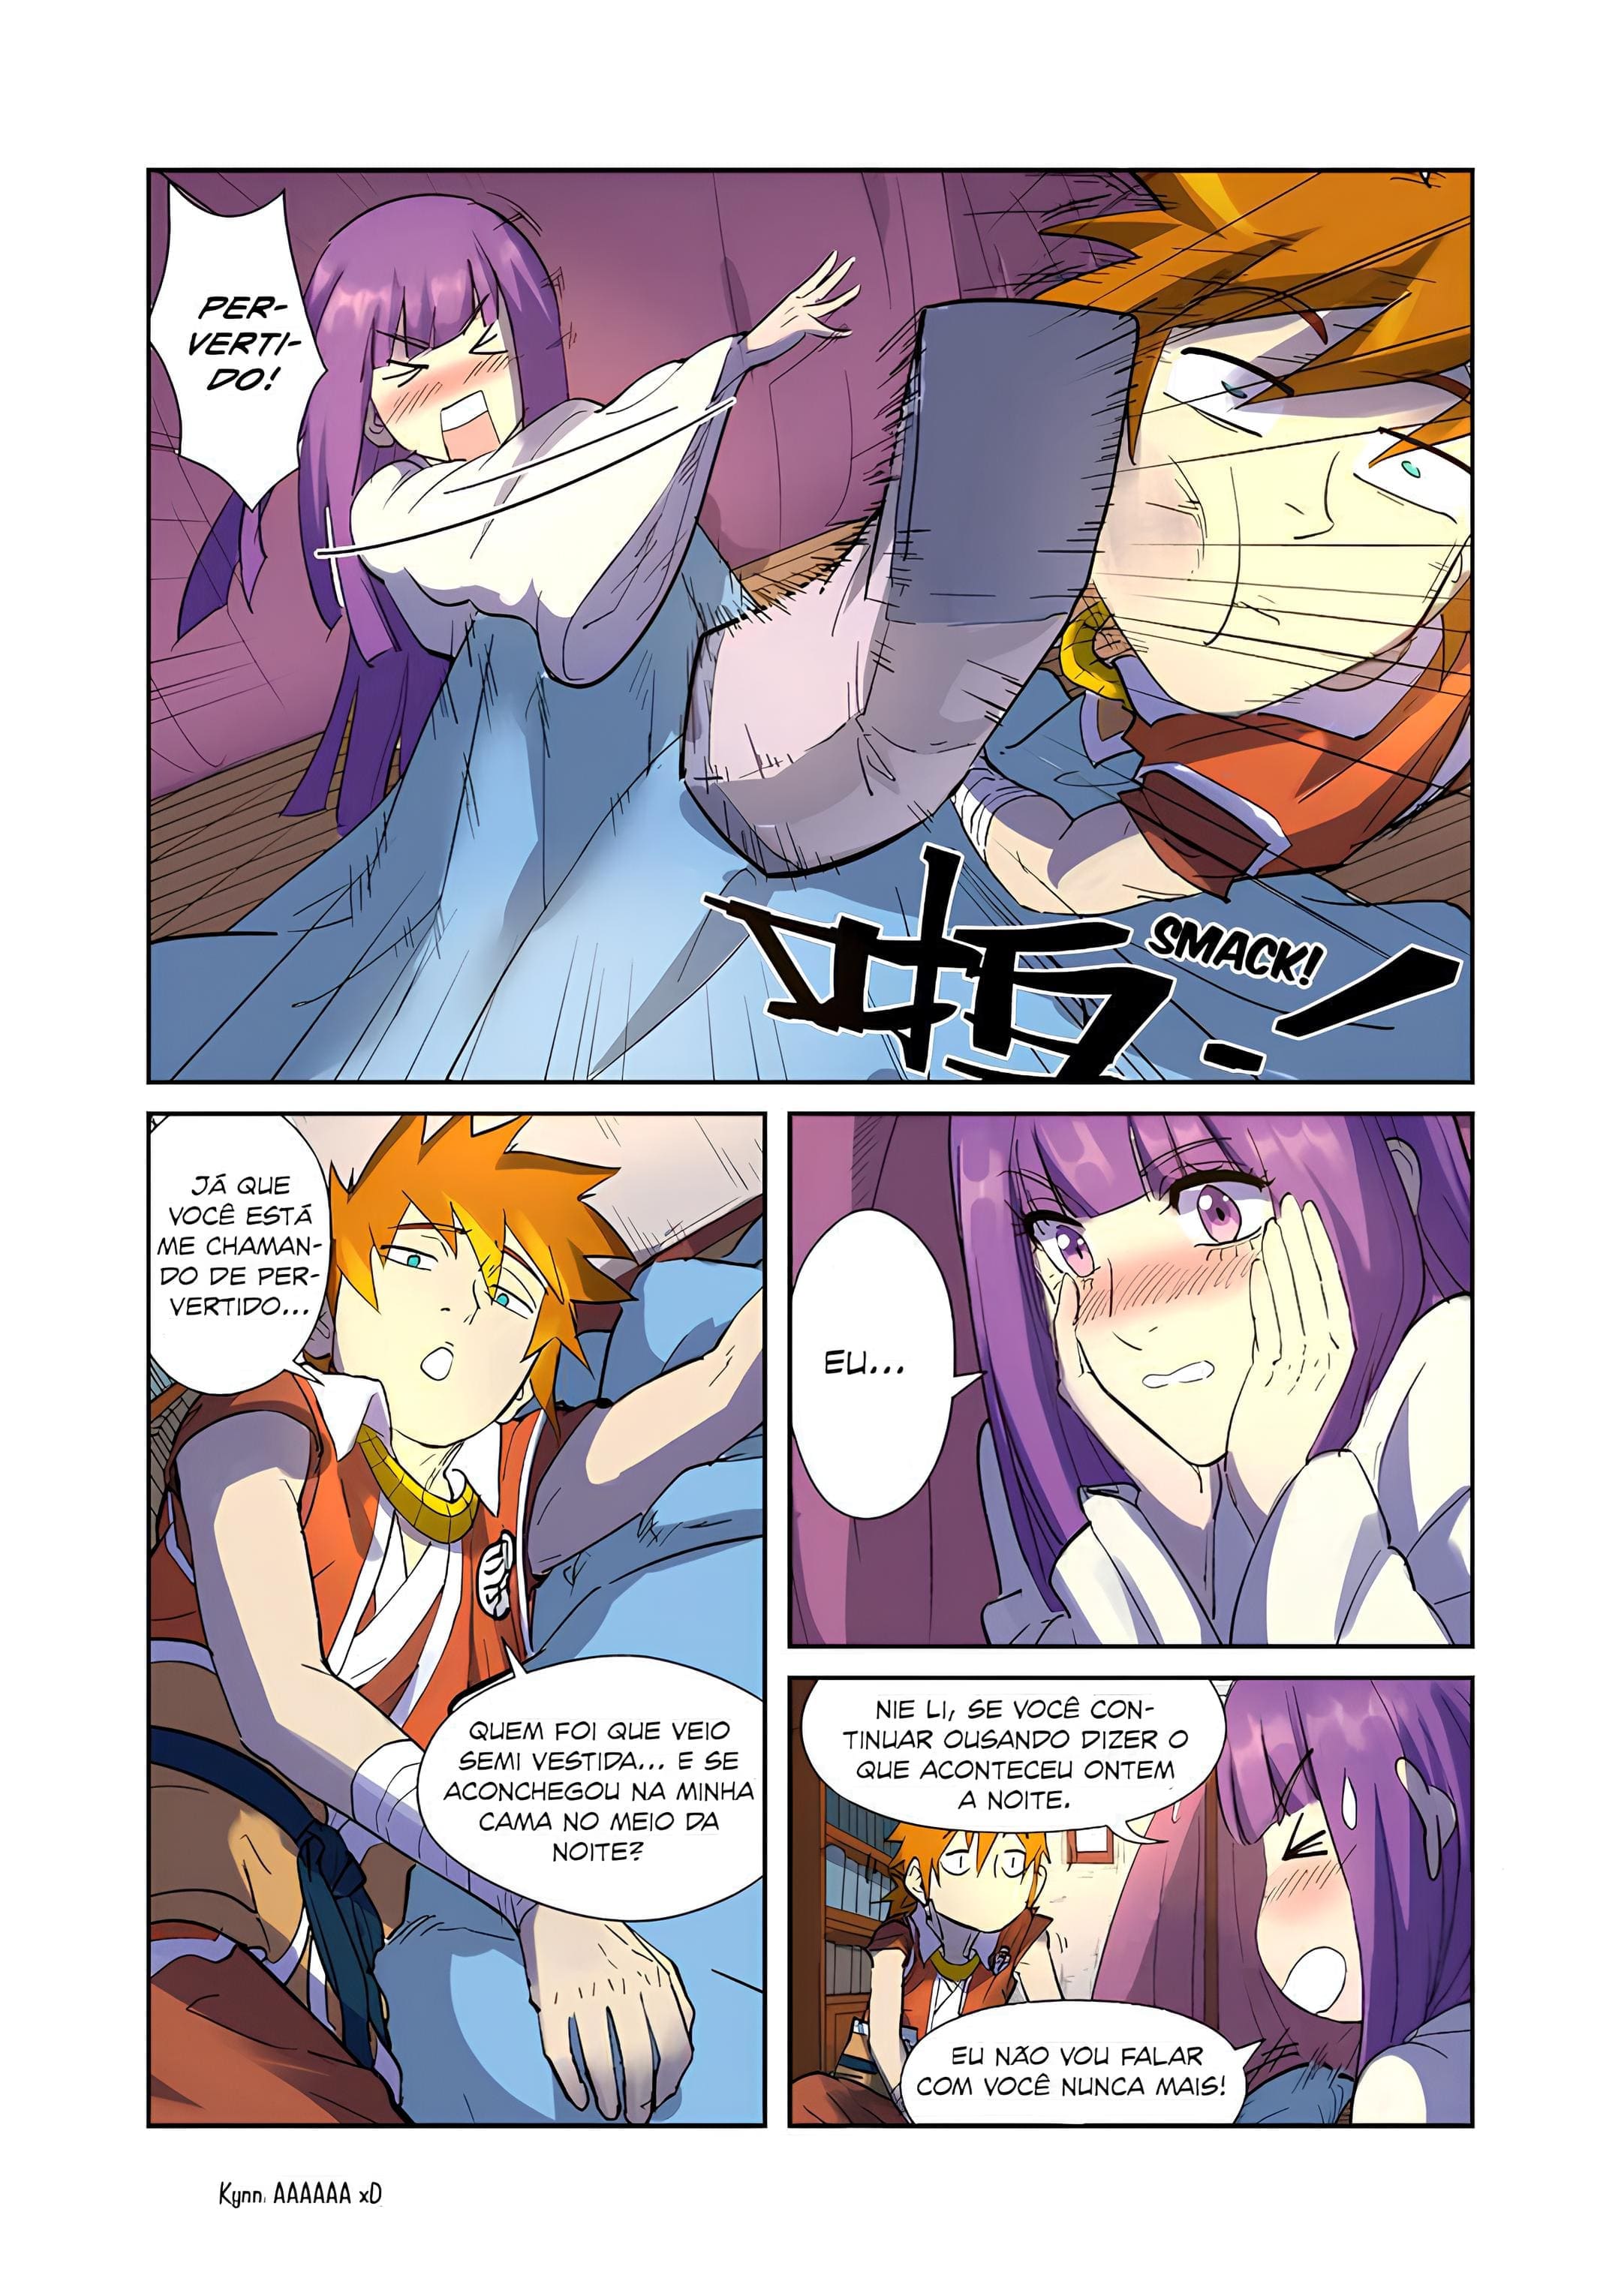 PER-
VERTI-
DO!
SMACK!
JÁ QUE
VOCÊ ESTÁ
ME CHAMAN-
DO DE PER-
VERTIDO...
QUEM FOI QUE VEIO
SEMI VESTIDA... E SE
ACONCHEGOU NA MINHA
CAMA NO MEIO DA
NOITE?
EU...
NIE LI, SE VOCÊ CON-
TINUAR OUSANDO DIZER O
QUE ACONTECEU ONTEM
A NOITE.
EU NÃO VOU FALAR
COM VOCÊ NUNCA MAIS!
Kynn: AAAAAA xD